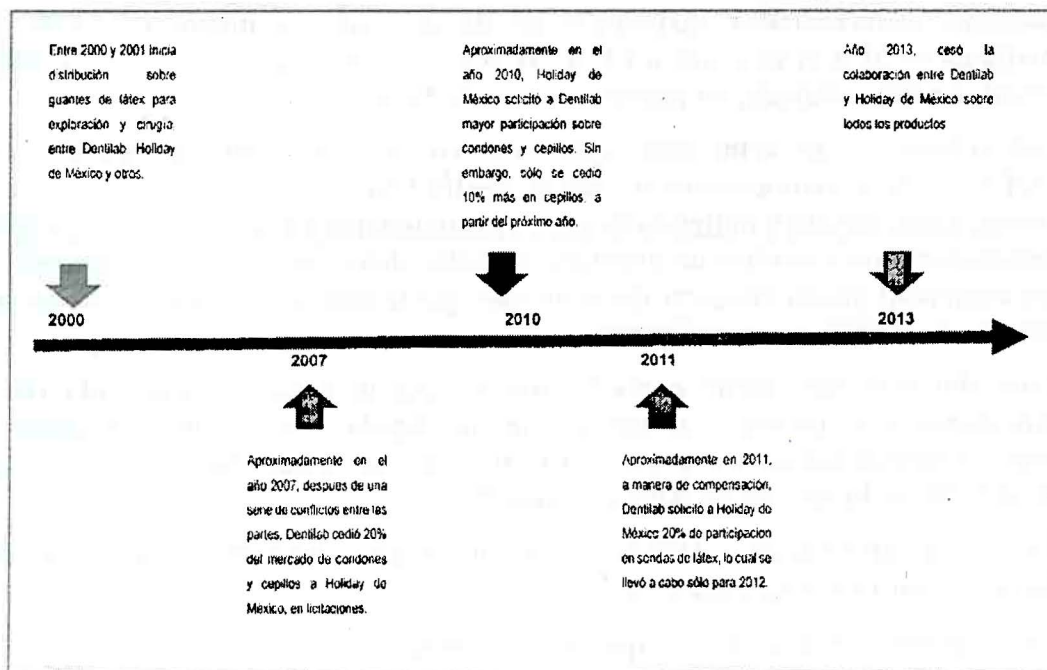 Entre 2000 y 2001 inicia
distribución sobre
guantes de látex para
exploración y cirugía,
entre Dentilab, Holiday
de México y otros.
2000
Aproximadamente en el
año 2007, después de una
serie de conflictos entre las
partes, Dentilab cedió 20%
del mercado de condones
y cepillos a Holiday de
México, en licitaciones.
2007
Aproximadamente en el
año 2010, Holiday de
México solicitó a Dentilab
mayor participación sobre
condones y cepillos. Sin
embargo, sólo se cedió
10% más en cepillos, a
partir del próximo año.
2010
2011
Aproximadamente en 2011,
a manera de compensación,
Dentilab solicitó a Holiday de
México 20% de participación
en sondas de látex, lo cual se
llevó a cabo sólo para 2012.
Año 2013, cesó la
colaboración entre Dentilab
y Holiday de México sobre
todos los productos
2013